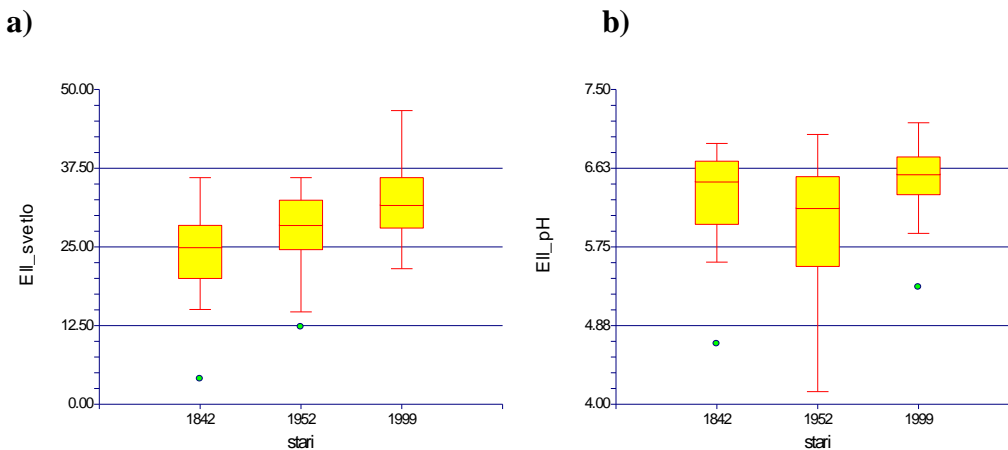 a)
50.00
37.50
25.00
12.50
0.00
Ell_svetlo
1842
1952
1999
stari
b)
7.50
6.63
5.75
4.88
4.00
Ell_pH
1842
1952
1999
stari